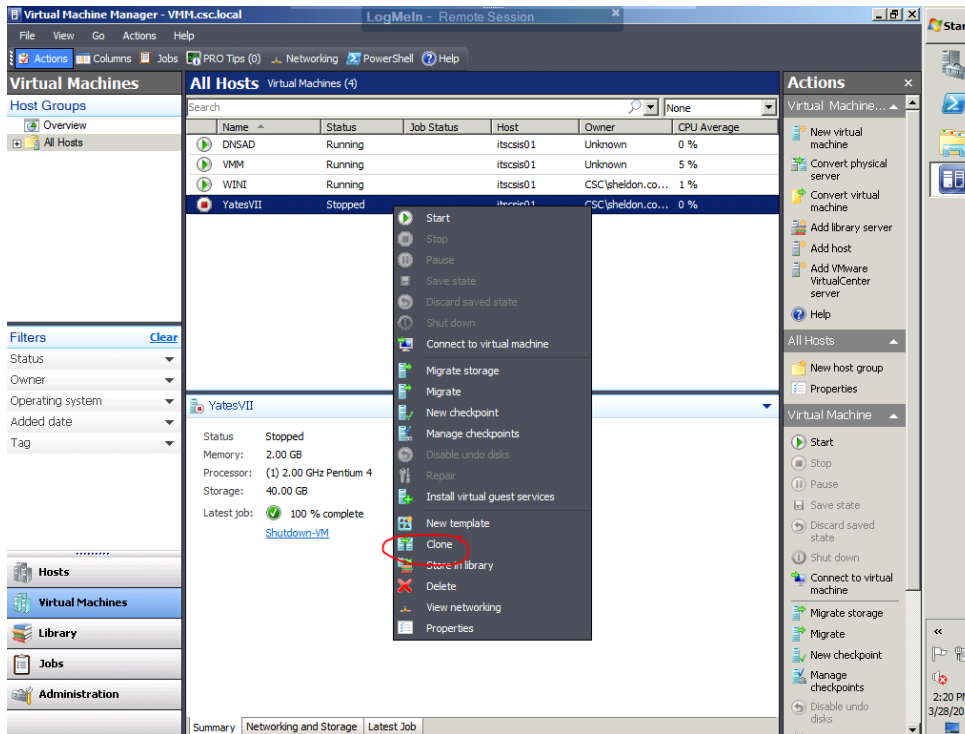 Virtual Machine Manager - VMM.csc.local
LogMeIn - Remote Session
File View Go Actions Help
Actions Columns Jobs PRO Tips (0) Networking PowerShell Help
Virtual Machines
Host Groups
Overview
All Hosts
Filters Clear
Status
Owner
Operating system
Added date
Tag
Hosts
Virtual Machines
Library
Jobs
Administration
All Hosts Virtual Machines (4)
Search None
Name Status Job Status Host Owner CPU Average
DNSAD Running itscsis01 Unknown 0 %
VMM Running itscsis01 Unknown 5 %
WINI Running itscsis01 CSC\sheldon.co... 1 %
YatesVII Stopped itscsis01 CSC\sheldon.co... 0 %
Start
Stop
Pause
Save state
Discard saved state
Shut down
Connect to virtual machine
Migrate storage
Migrate
New checkpoint
Manage checkpoints
Disable undo disks
Repair
Install virtual guest services
New template
Clone
Store in library
Delete
View networking
Properties
YatesVII
Status Stopped
Memory: 2.00 GB
Processor: (1) 2.00 GHz Pentium 4
Storage: 40.00 GB
Latest job: 100 % complete
Shutdown-VM
Summary Networking and Storage Latest Job
Actions
Virtual Machine...
New virtual
machine
Convert physical
server
Convert virtual
machine
Add library server
Add host
Add VMware
VirtualCenter
server
Help
All Hosts
New host group
Properties
Virtual Machine
Start
Stop
Pause
Save state
Discard saved
state
Shut down
Connect to virtual
machine
Migrate storage
Migrate
New checkpoint
Manage
checkpoints
Disable undo
disks
Star
2:20 PM
3/28/20